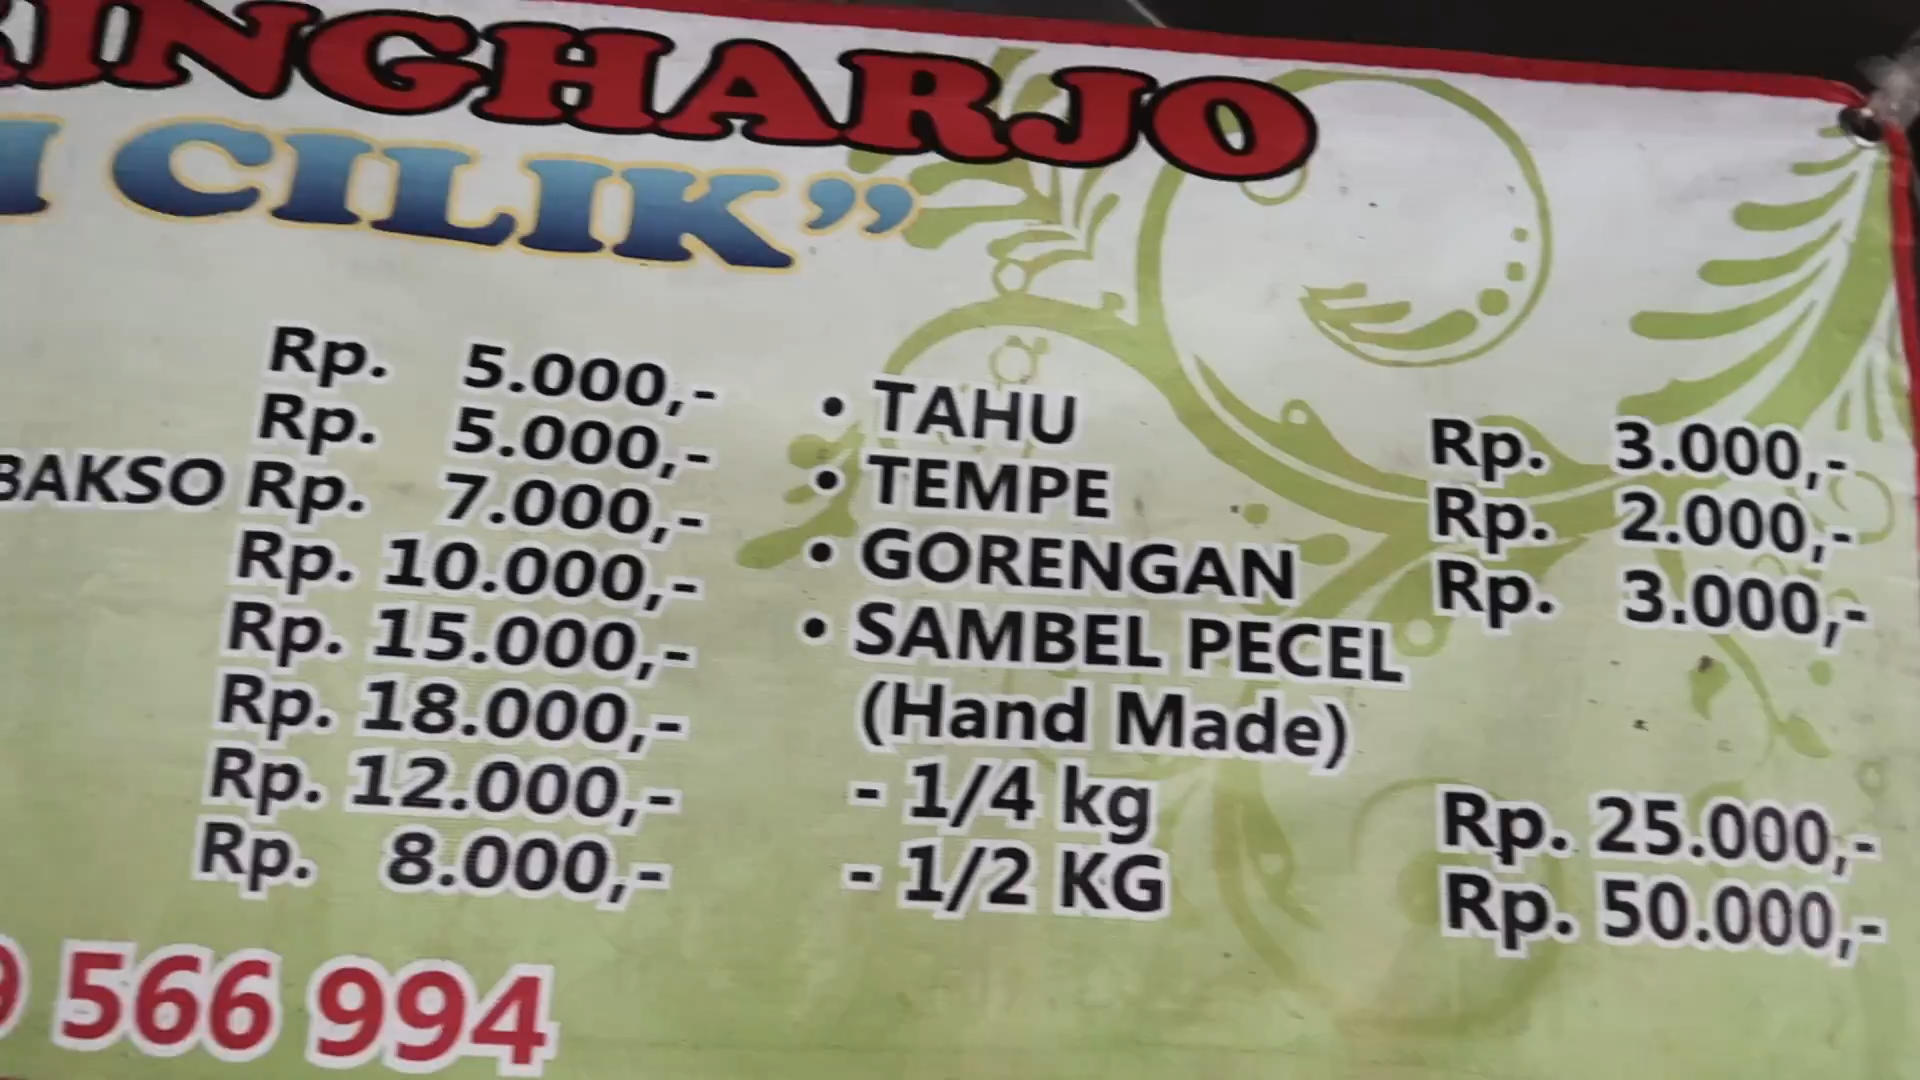 RINGHARJO
CILIK”
Rp. 5.000,-
Rp. 5.000,-
BAKSO Rp. 7.000,-
Rp. 10.000,-
Rp. 15.000,-
Rp. 18.000,-
Rp. 12.000,-
Rp. 8.000,-
• TAHU Rp. 3.000,-
• TEMPE Rp. 2.000,-
• GORENGAN Rp. 3.000,-
• SAMBEL PECEL
(Hand Made)
- 1/4 kg Rp. 25.000,-
- 1/2 KG Rp. 50.000,-
9 566 994